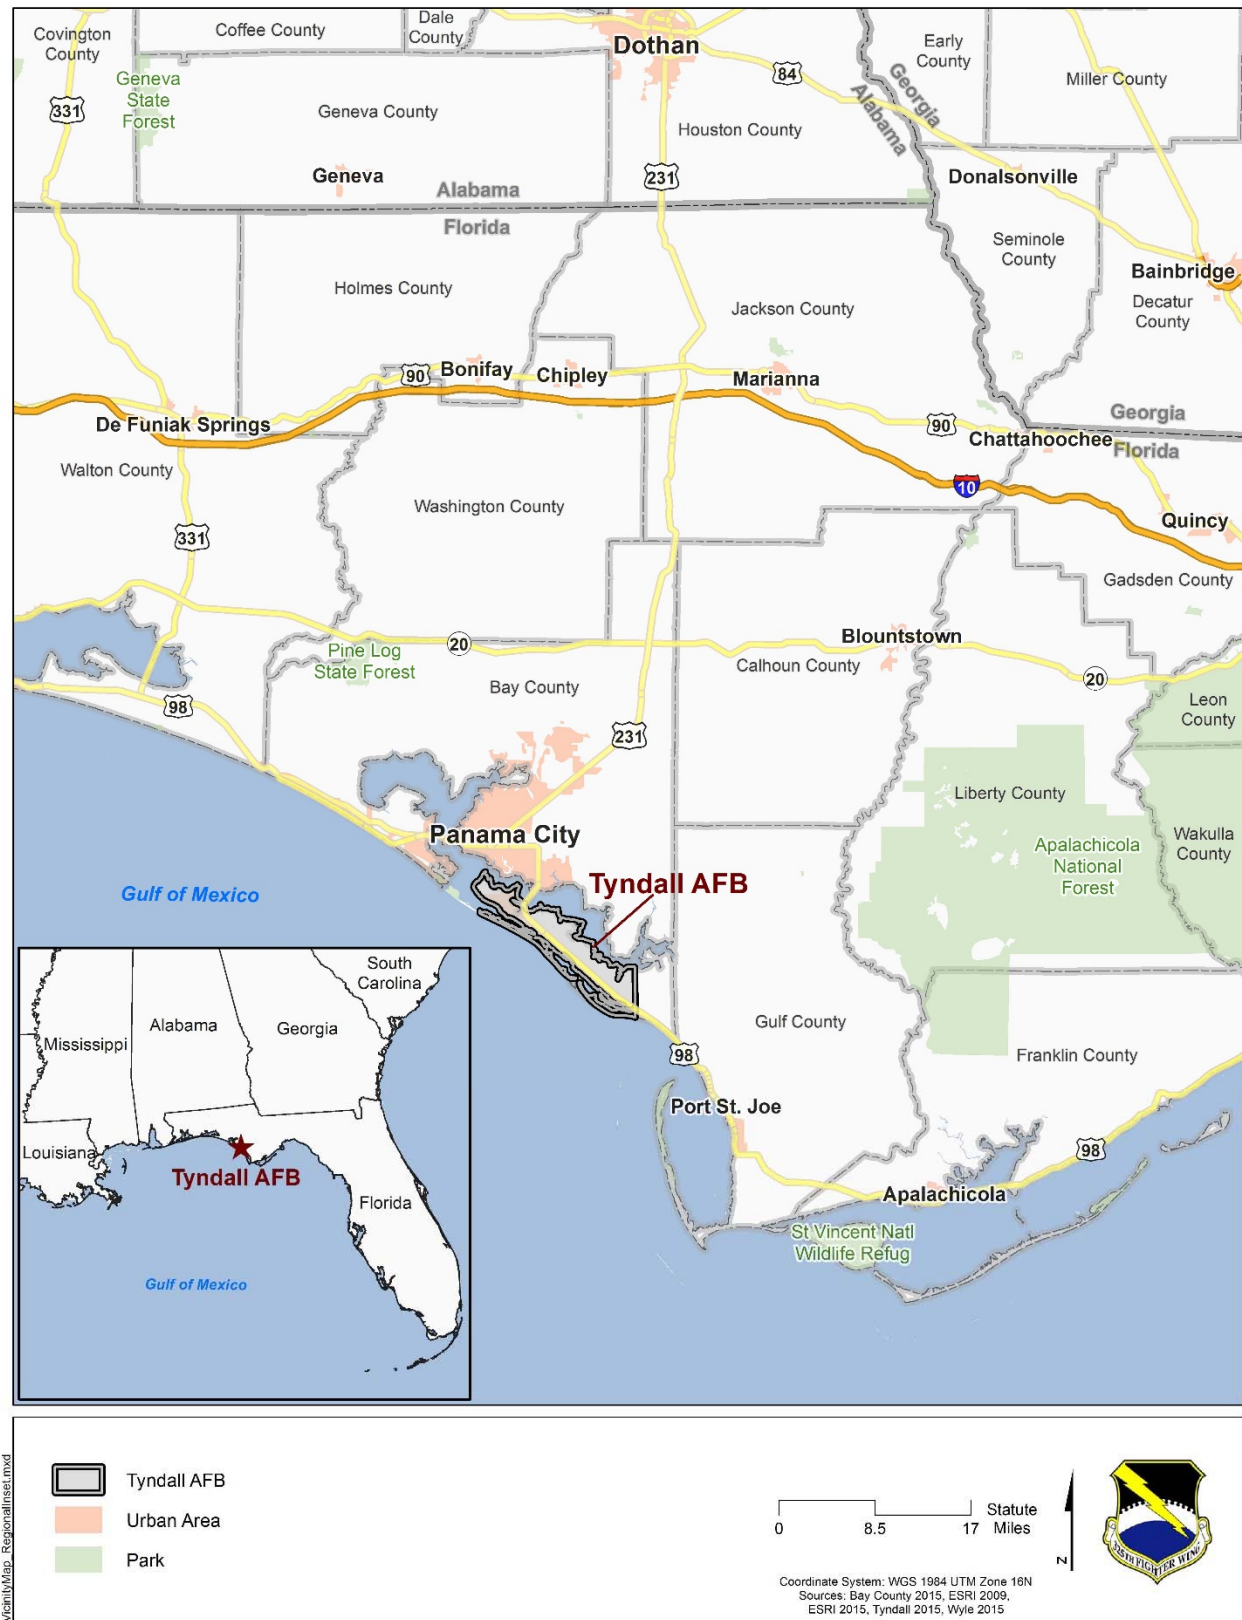 Covington
County
Coffee County
Dale
County
Dothan
Early
County
Miller County
Geneva
State
Forest
84
Georgia
Alabama
331
Geneva County
Houston County
Geneva
231
Donalsonville
Alabama
Florida
Seminole
County
Bainbridge
Decatur
County
Holmes County
Jackson County
90
Bonifay
Chipley
Marianna
De Funiak Springs
90
Georgia
Chattahoochee
Florida
Walton County
10
Washington County
Quincy
331
Gadsden County
Blountstown
20
Pine Log
State Forest
Calhoun County
20
Bay County
98
Leon
County
231
Liberty County
Panama City
Wakulla
County
Apalachicola
National
Forest
Tyndall AFB
Gulf of Mexico
Gulf County
98
Franklin County
Port St. Joe
98
Apalachicola
St Vincent Natl
Wildlife Refug
South
Carolina
Alabama
Georgia
Mississippi
Louisiana
Tyndall AFB
Florida
Gulf of Mexico
Tyndall AFB
Urban Area
Park
0 8.5 17
Statute
Miles
N
325TH FIGHTER WING
Coordinate System: WGS 1984 UTM Zone 16N
Sources: Bay County 2015, ESRI 2009,
ESRI 2015, Tyndall 2015, Wyle 2015
VicinityMap_RegionalInset.mxd